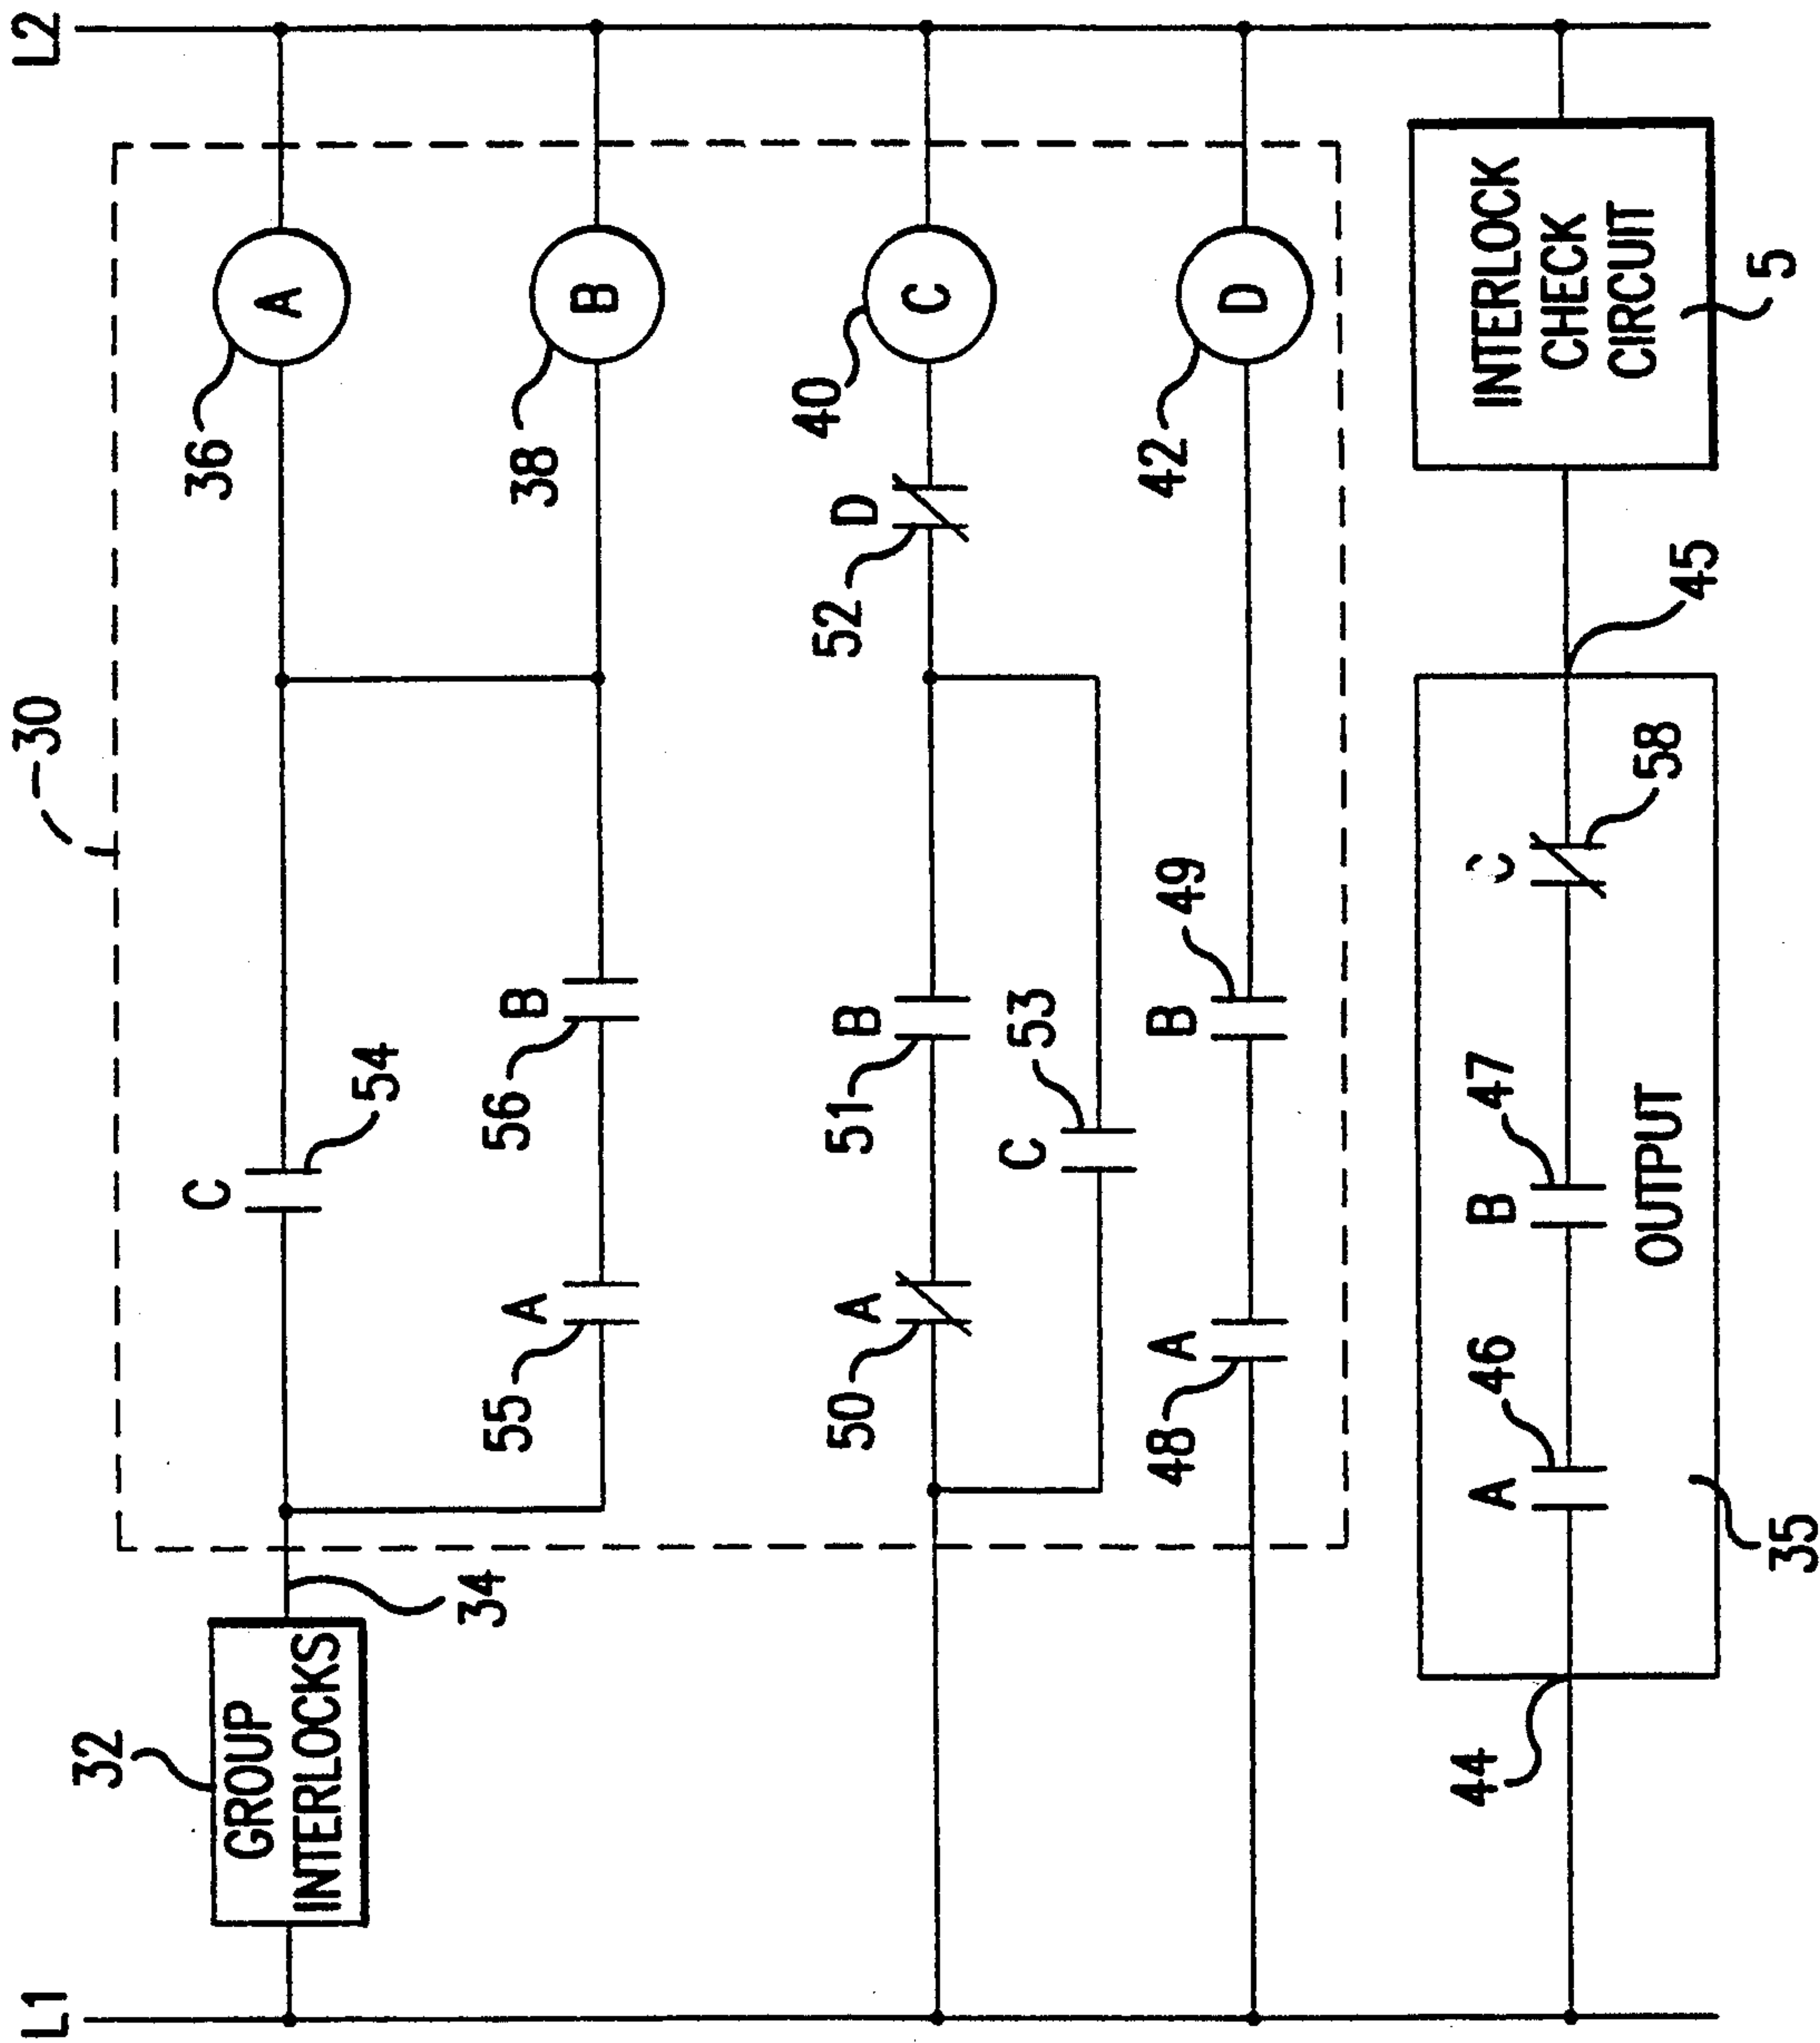 L1
L2
30
32
GROUP
INTERLOCKS
34
C
54
36
A
55
A
56
B
38
B
50
A
51
B
52
D
40
C
C
53
48
A
B
49
42
D
44
A
46
B
47
C
58
OUTPUT
35
45
INTERLOCK
CHECK
CIRCUIT
5